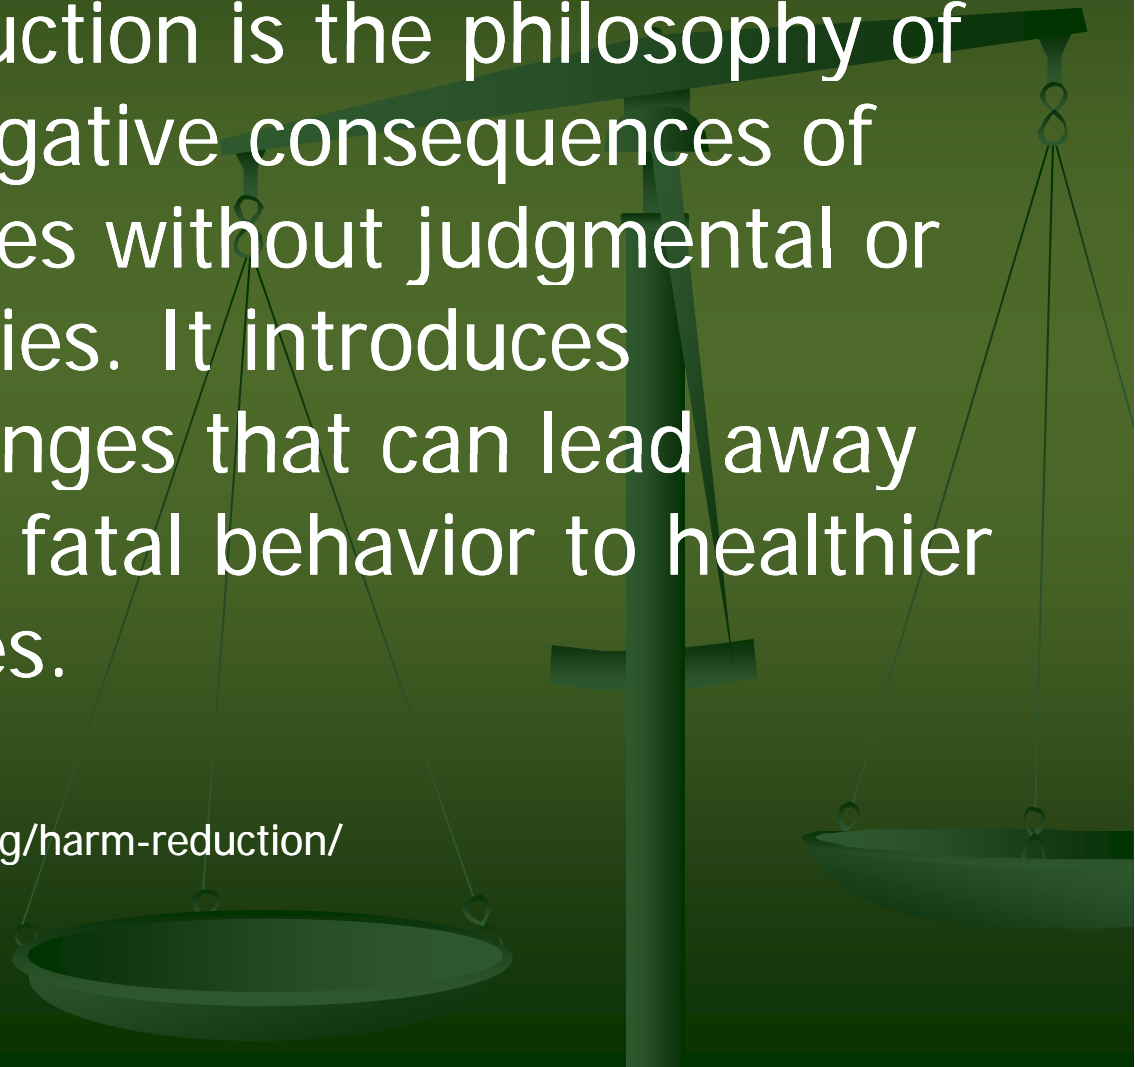 uction is the philosophy of
gative consequences of
es without judgmental or
ies. It introduces
nges that can lead away
fatal behavior to healthier
es.
g/harm-reduction/